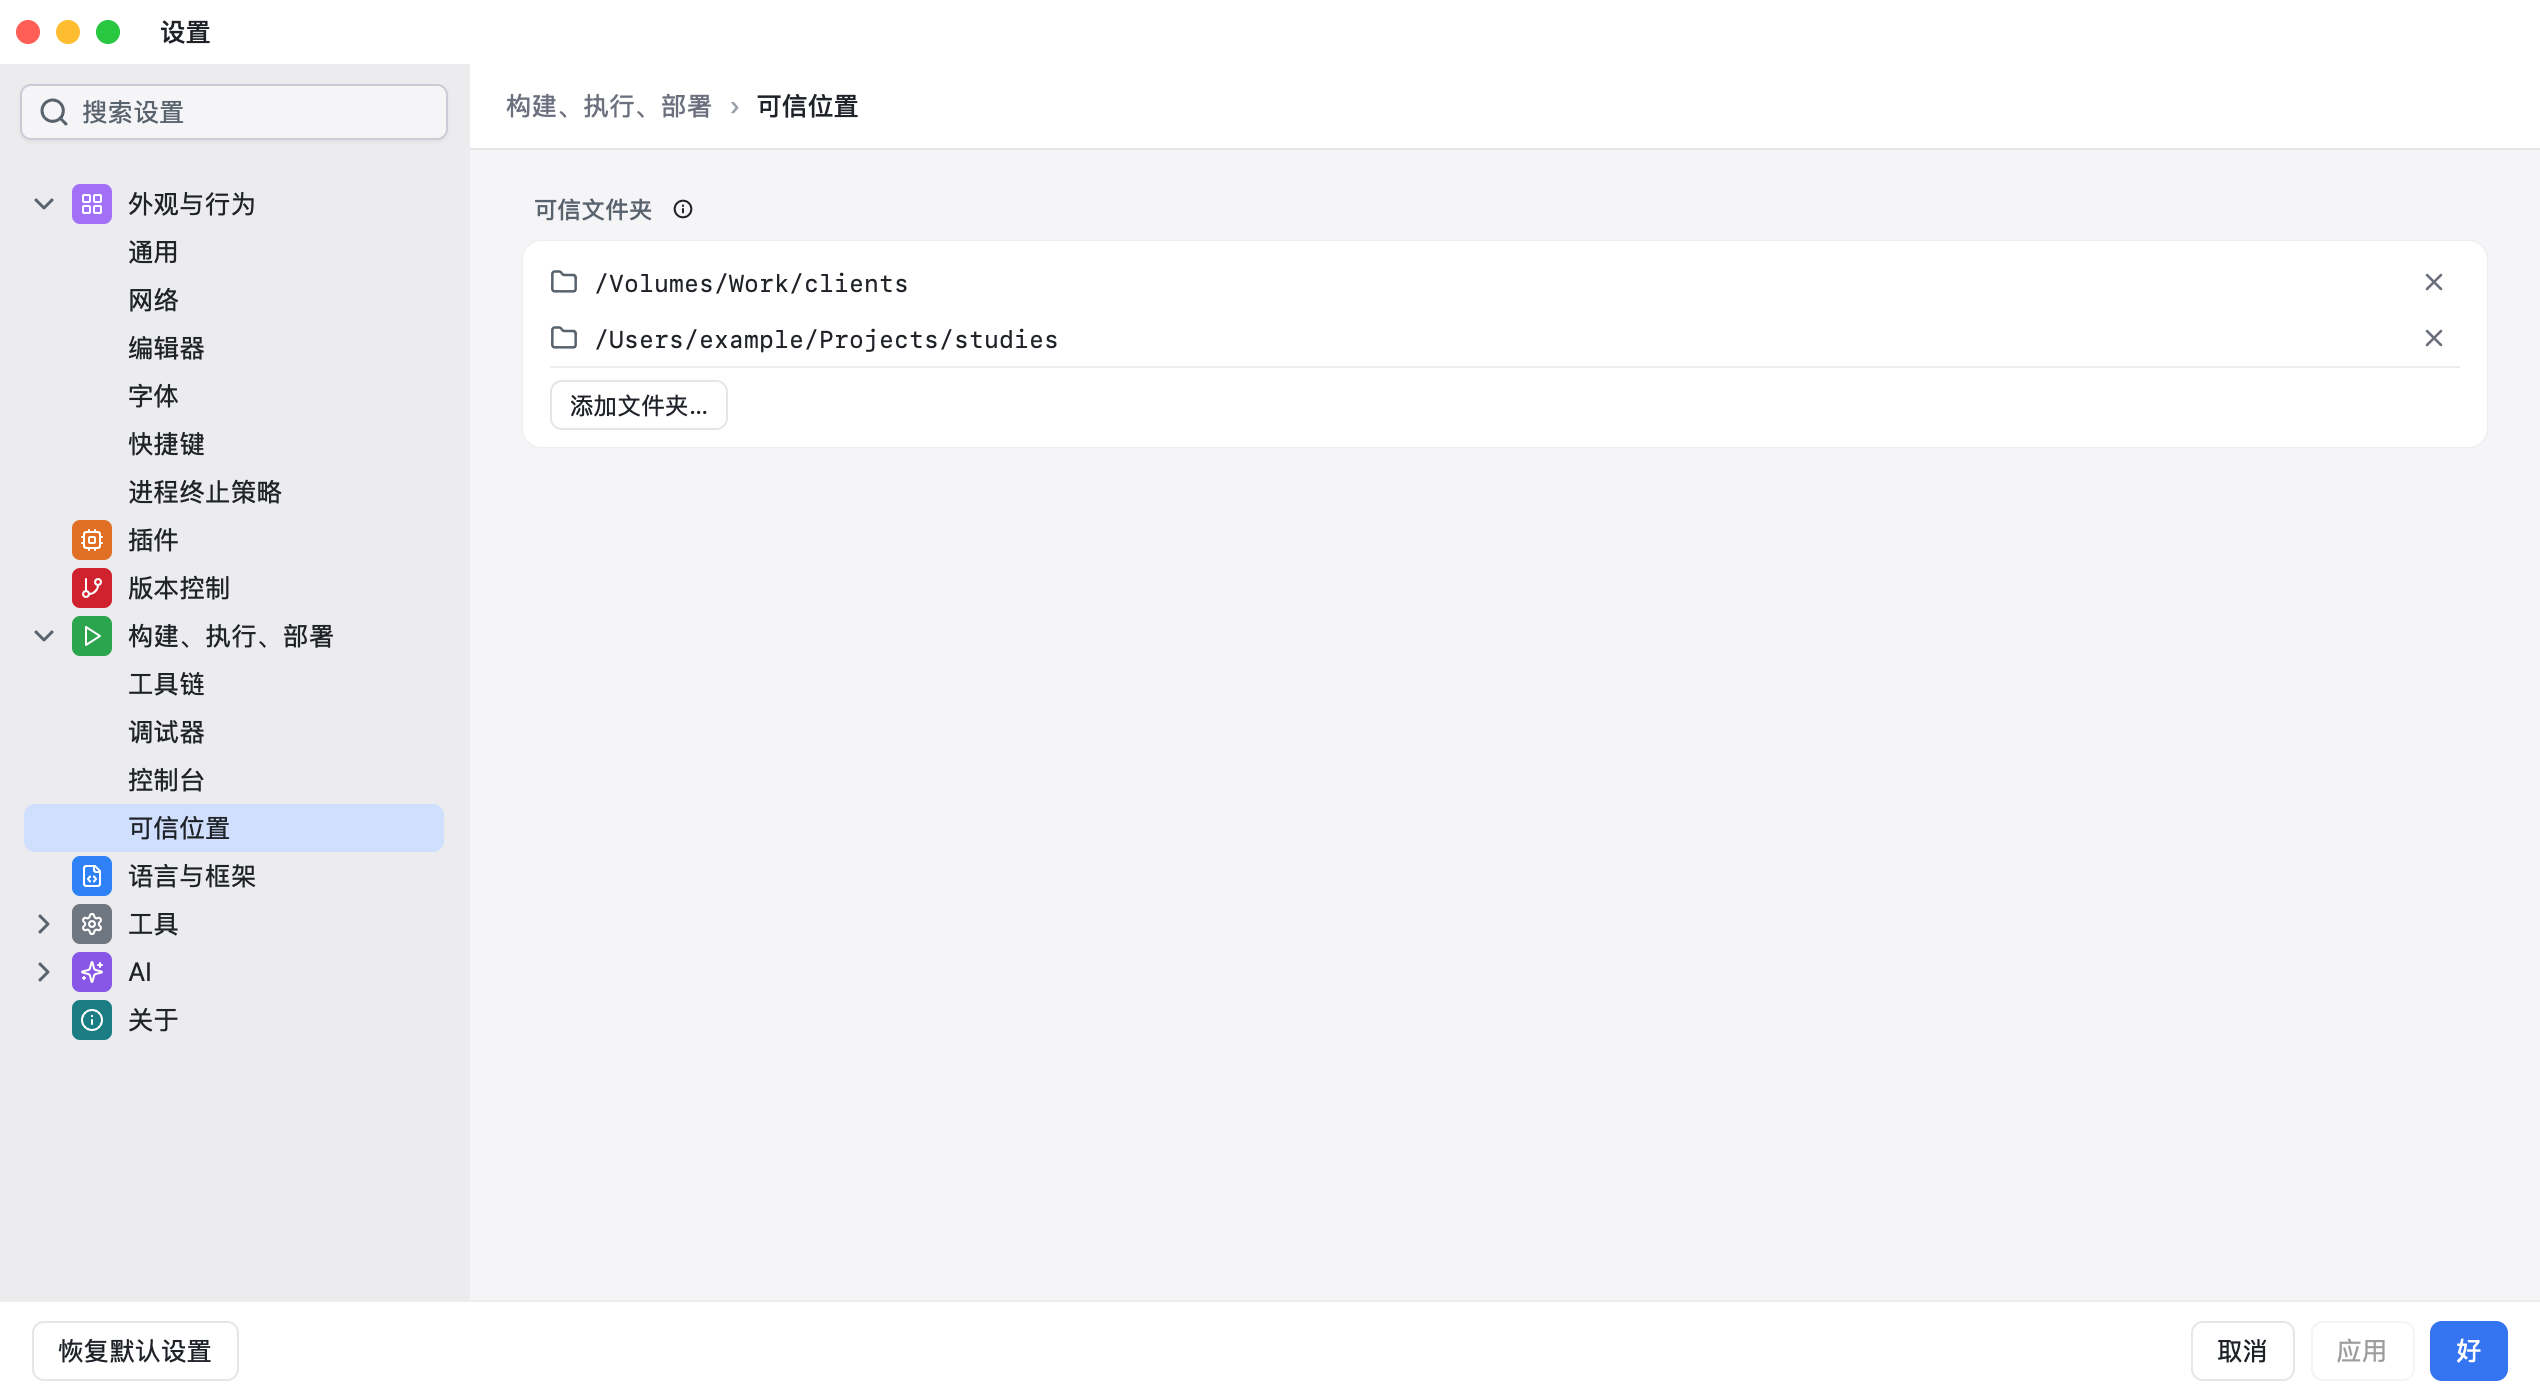 设置
搜索设置
外观与行为
通用
网络
编辑器
字体
快捷键
进程终止策略
插件
版本控制
构建、执行、部署
工具链
调试器
控制台
可信位置
语言与框架
工具
AI
关于
构建、执行、部署 › 可信位置
可信文件夹
/Volumes/Work/clients
/Users/example/Projects/studies
添加文件夹...
恢复默认设置
取消
应用
好